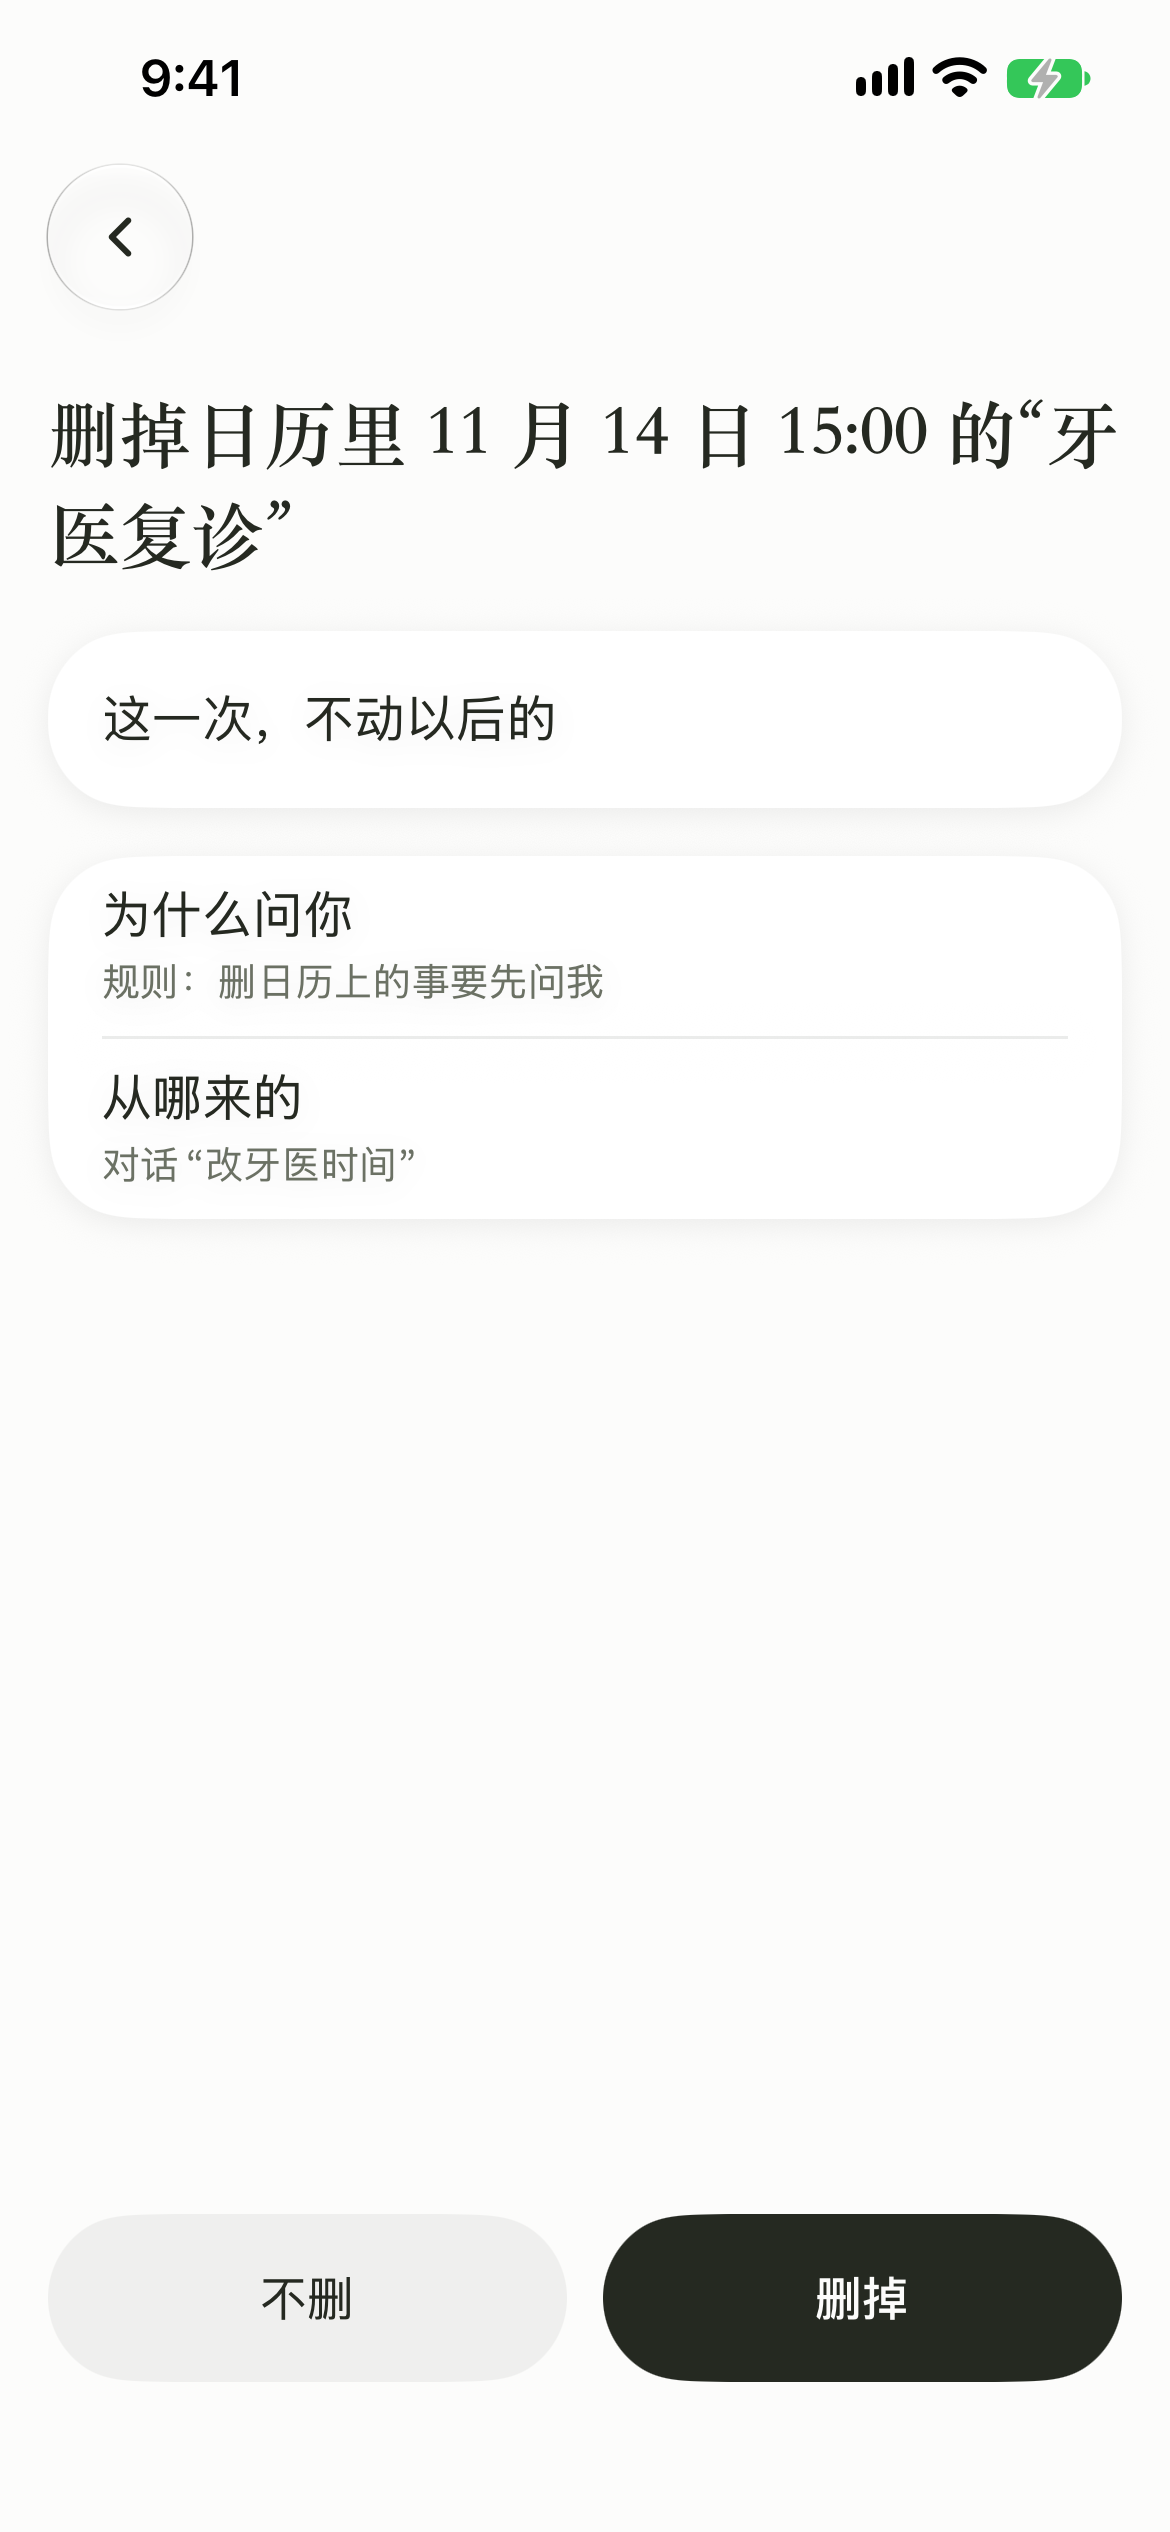 9:41
删掉日历里 11 月 14 日 15:00 的“牙
医复诊”
这一次，不动以后的
为什么问你
规则：删日历上的事要先问我
从哪来的
对话“改牙医时间”
不删
删掉